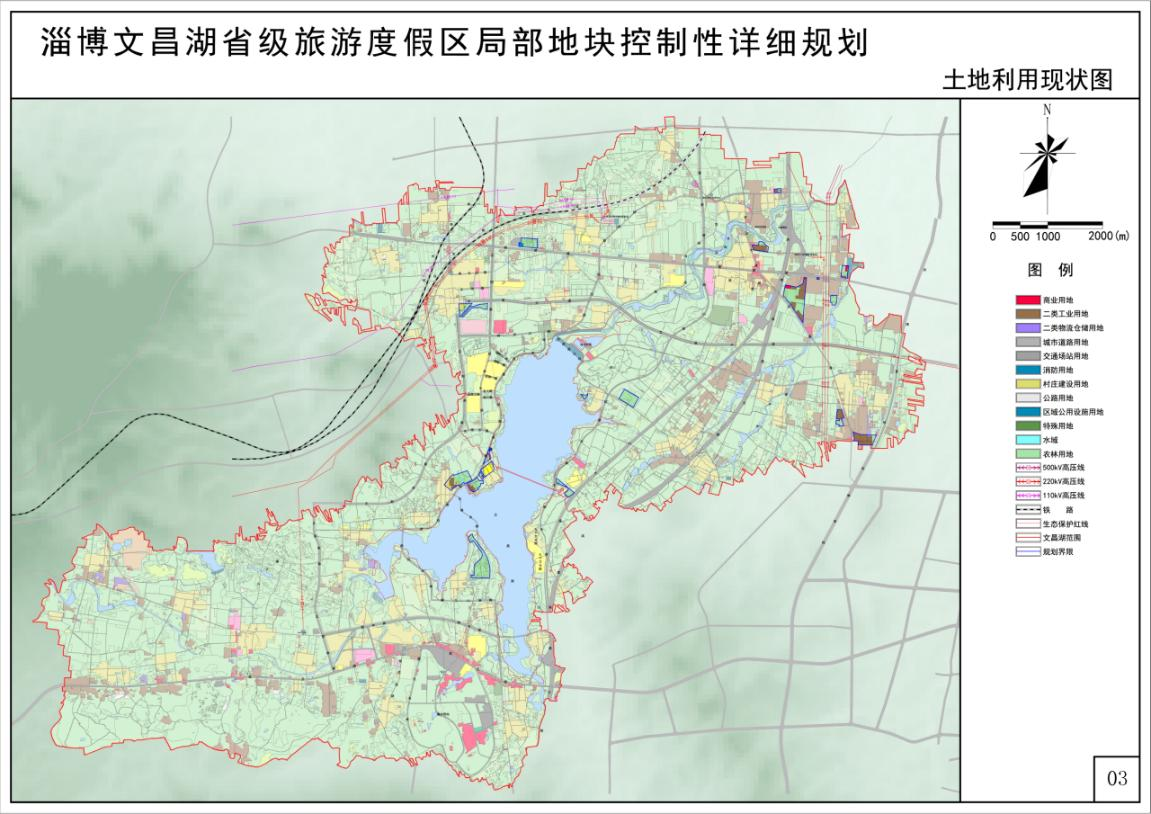 淄博文昌湖省级旅游度假区局部地块控制性详细规划
土地利用现状图
N
0 500 1000 2000 (m)
图 例
商业用地
二类工业用地
二类物流仓储用地
城市道路用地
交通场站用地
消防用地
村庄建设用地
公路用地
区域公用设施用地
特殊用地
水域
农林用地
500kV高压线
220kV高压线
110kV高压线
铁 路
生态保护红线
文昌湖范围
规划界限
03